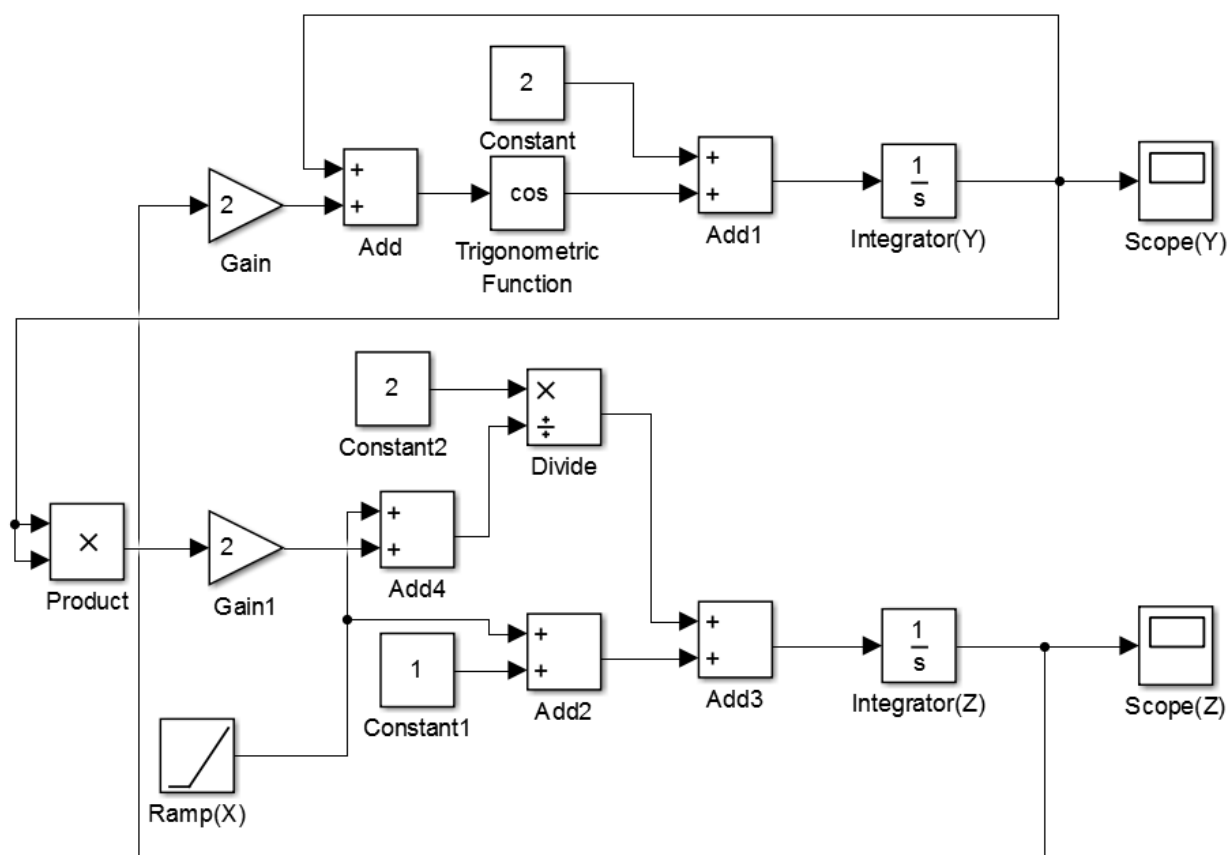 2
Constant
+
+
Add
2
Gain
cos
Trigonometric
Function
+
+
Add1
1
s
Integrator(Y)
Scope(Y)
2
Constant2
×
÷
Divide
×
Product
2
Gain1
+
+
Add4
1
Constant1
+
+
Add2
+
+
Add3
1
s
Integrator(Z)
Scope(Z)
Ramp(X)